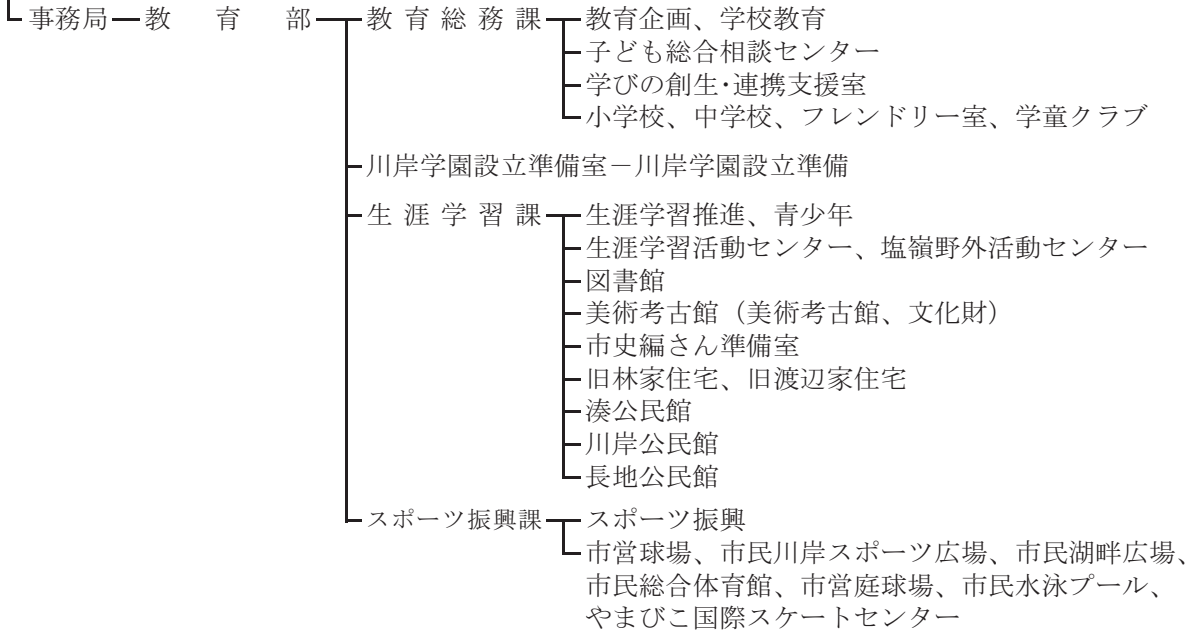 事務局 教育部 教育総務課 教育企画、学校教育
子ども総合相談センター
学びの創生・連携支援室
小学校、中学校、フレンドリー室、学童クラブ
川岸学園設立準備室－川岸学園設立準備
生涯学習課 生涯学習推進、青少年
生涯学習活動センター、塩嶺野外活動センター
図書館
美術考古館（美術考古館、文化財）
市史編さん準備室
旧林家住宅、旧渡辺家住宅
湊公民館
川岸公民館
長地公民館
スポーツ振興課 スポーツ振興
市営球場、市民川岸スポーツ広場、市民湖畔広場、
市民総合体育館、市営庭球場、市民水泳プール、
やまびこ国際スケートセンター